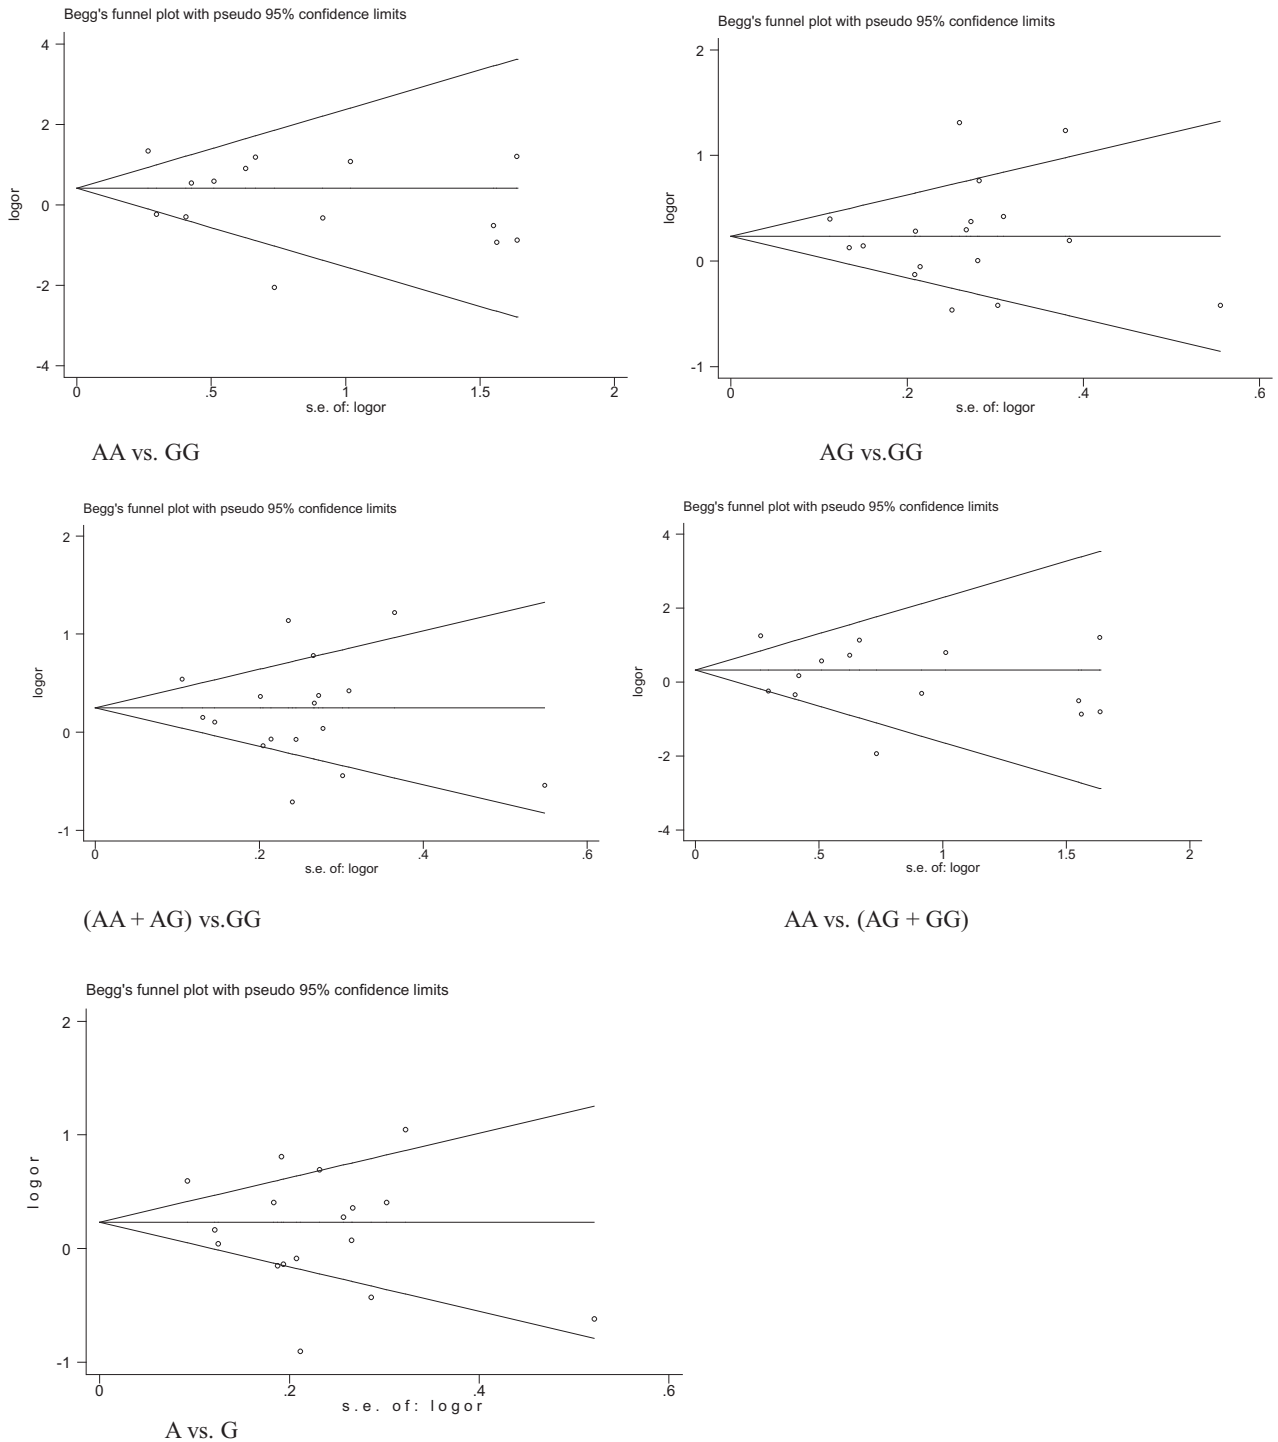 Begg's funnel plot with pseudo 95% confidence limits
4
2
0
-2
-4
logor
0 .5 1 1.5 2
s.e. of: logor
AA vs. GG
Begg's funnel plot with pseudo 95% confidence limits
2
1
0
-1
logor
0 .2 .4 .6
s.e. of: logor
AG vs.GG
Begg's funnel plot with pseudo 95% confidence limits
2
1
0
-1
logor
0 .2 .4 .6
s.e. of: logor
(AA + AG) vs.GG
Begg's funnel plot with pseudo 95% confidence limits
4
2
0
-2
-4
logor
0 .5 1 1.5 2
s.e. of: logor
AA vs. (AG + GG)
Begg's funnel plot with pseudo 95% confidence limits
2
1
0
-1
logor
0 .2 .4 .6
s.e. of: logor
A vs. G